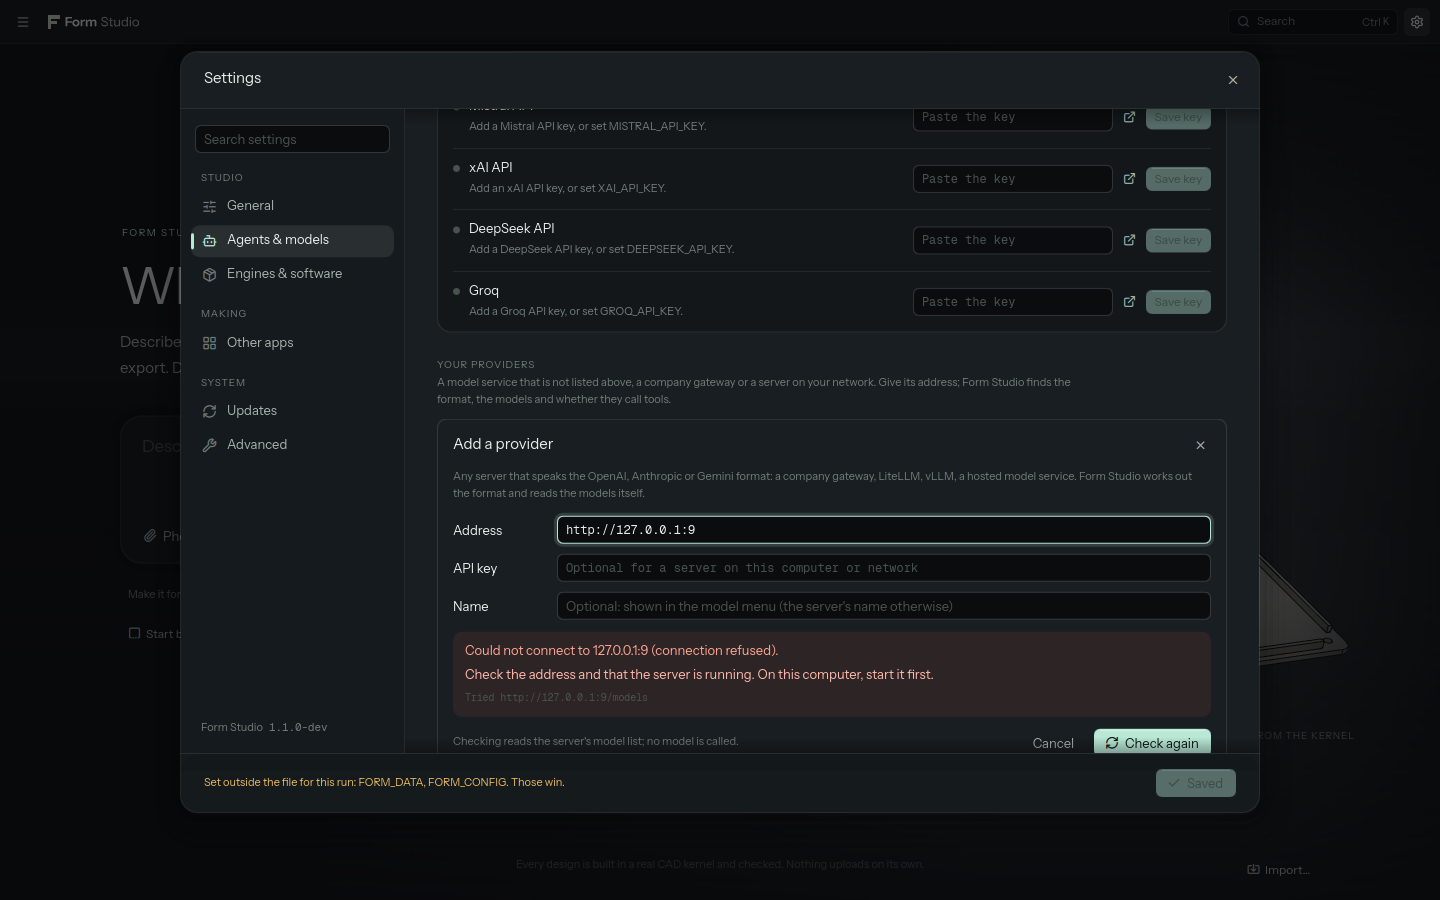 Form Studio
Search Ctrl K
Settings
Search settings
STUDIO
General
Agents & models
Engines & software
MAKING
Other apps
SYSTEM
Updates
Advanced
Form Studio 1.1.0-dev
Add a Mistral API key, or set MISTRAL_API_KEY.
Paste the key
Save key
xAI API
Add an xAI API key, or set XAI_API_KEY.
Paste the key
Save key
DeepSeek API
Add a DeepSeek API key, or set DEEPSEEK_API_KEY.
Paste the key
Save key
Groq
Add a Groq API key, or set GROQ_API_KEY.
Paste the key
Save key
YOUR PROVIDERS
A model service that is not listed above, a company gateway or a server on your network. Give its address; Form Studio finds the
format, the models and whether they call tools.
Add a provider
Any server that speaks the OpenAI, Anthropic or Gemini format: a company gateway, LiteLLM, vLLM, a hosted model service. Form Studio works out
the format and reads the models itself.
Address http://127.0.0.1:9
API key Optional for a server on this computer or network
Name Optional: shown in the model menu (the server's name otherwise)
Could not connect to 127.0.0.1:9 (connection refused).
Check the address and that the server is running. On this computer, start it first.
Tried http://127.0.0.1:9/models
Checking reads the server's model list; no model is called.
Cancel
Check again
Set outside the file for this run: FORM_DATA, FORM_CONFIG. Those win.
Saved
FORM STU
Describe
export. D
Desc
Make it for
Start b
ROM THE KERNEL
Every design is built in a real CAD kernel and checked. Nothing uploads on its own.
Import...